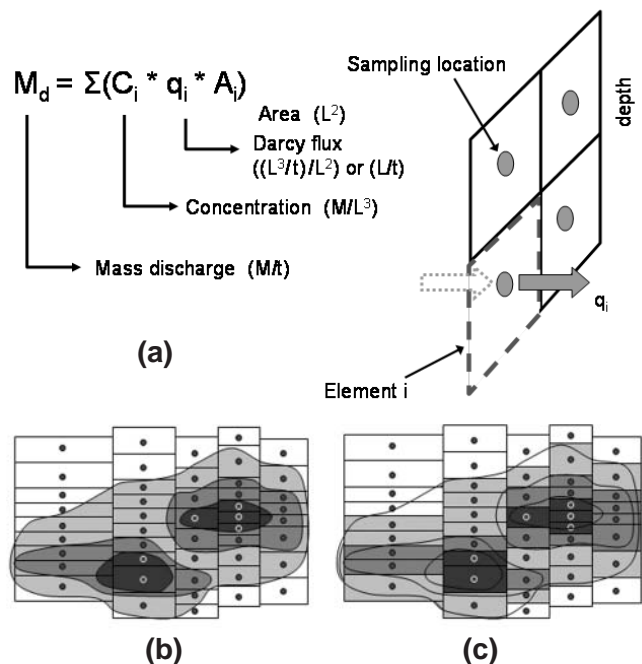 M_d = Σ(C_i * q_i * A_i)
Area (L²)
Darcy flux
((L³/t)/L²) or (L/t)
Concentration (M/L³)
Mass discharge (M/t)
(a)
Sampling location
depth
q_i
Element i
(b)
(c)